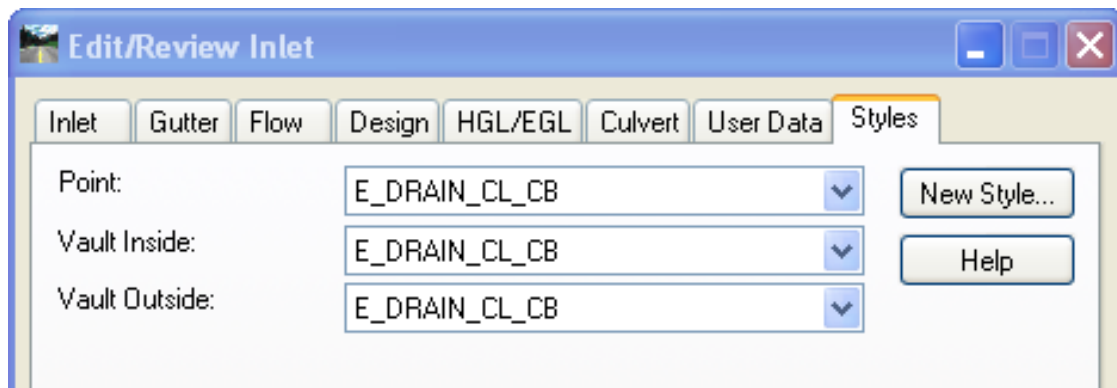 Edit/Review Inlet
Inlet Gutter Flow Design HGL/EGL Culvert User Data Styles
Point: E_DRAIN_CL_CB New Style...
Vault Inside: E_DRAIN_CL_CB Help
Vault Outside: E_DRAIN_CL_CB